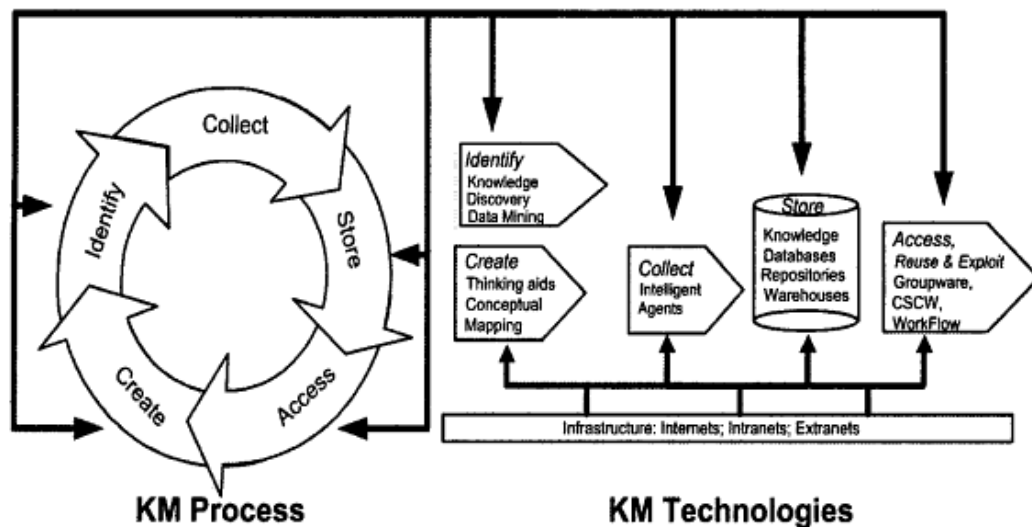 Collect
Identify
Store
Create
Access
KM Process
Identify
Knowledge
Discovery
Data Mining
Create
Thinking aids
Conceptual
Mapping
Collect
Intelligent
Agents
Store
Knowledge
Databases
Repositories
Warehouses
Access,
Reuse & Exploit
Groupware,
CSCW,
WorkFlow
Infrastructure: Internets; Intranets; Extranets
KM Technologies